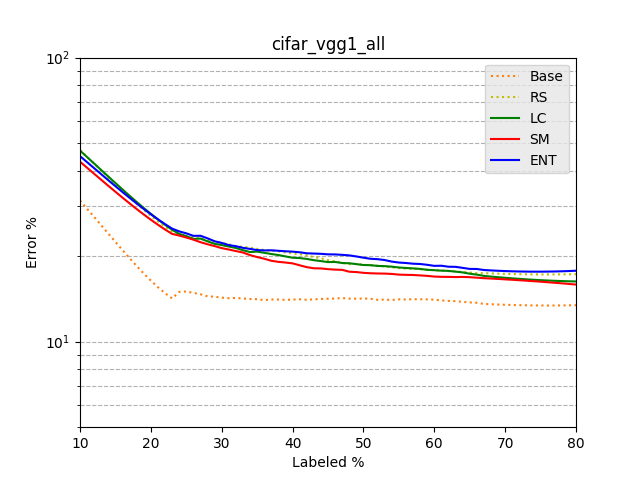 cifar_vgg1_all
10²
10¹
Error %
Base
RS
LC
SM
ENT
10 20 30 40 50 60 70 80
Labeled %